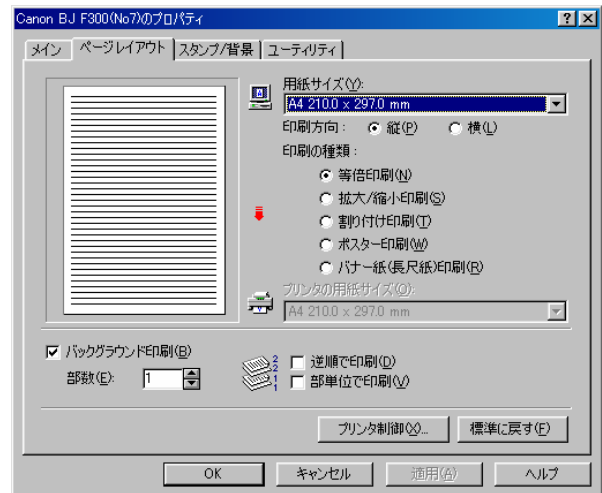 Canon BJ F300(No7)のプロパティ
メイン ページレイアウト スタンプ/背景 ユーティリティ
用紙サイズ(Y):
A4 210.0 x 297.0 mm
印刷方向: 縦(P) 横(L)
印刷の種類:
等倍印刷(N)
拡大/縮小印刷(S)
割り付け印刷(T)
ポスター印刷(W)
バナー紙(長尺紙)印刷(R)
プリンタの用紙サイズ(O):
A4 210.0 x 297.0 mm
バックグラウンド印刷(B)
部数(E): 1
2 2 1 1
逆順で印刷(D)
部単位で印刷(V)
プリンタ制御(X)... 標準に戻す(F)
OK キャンセル 適用(A) ヘルプ